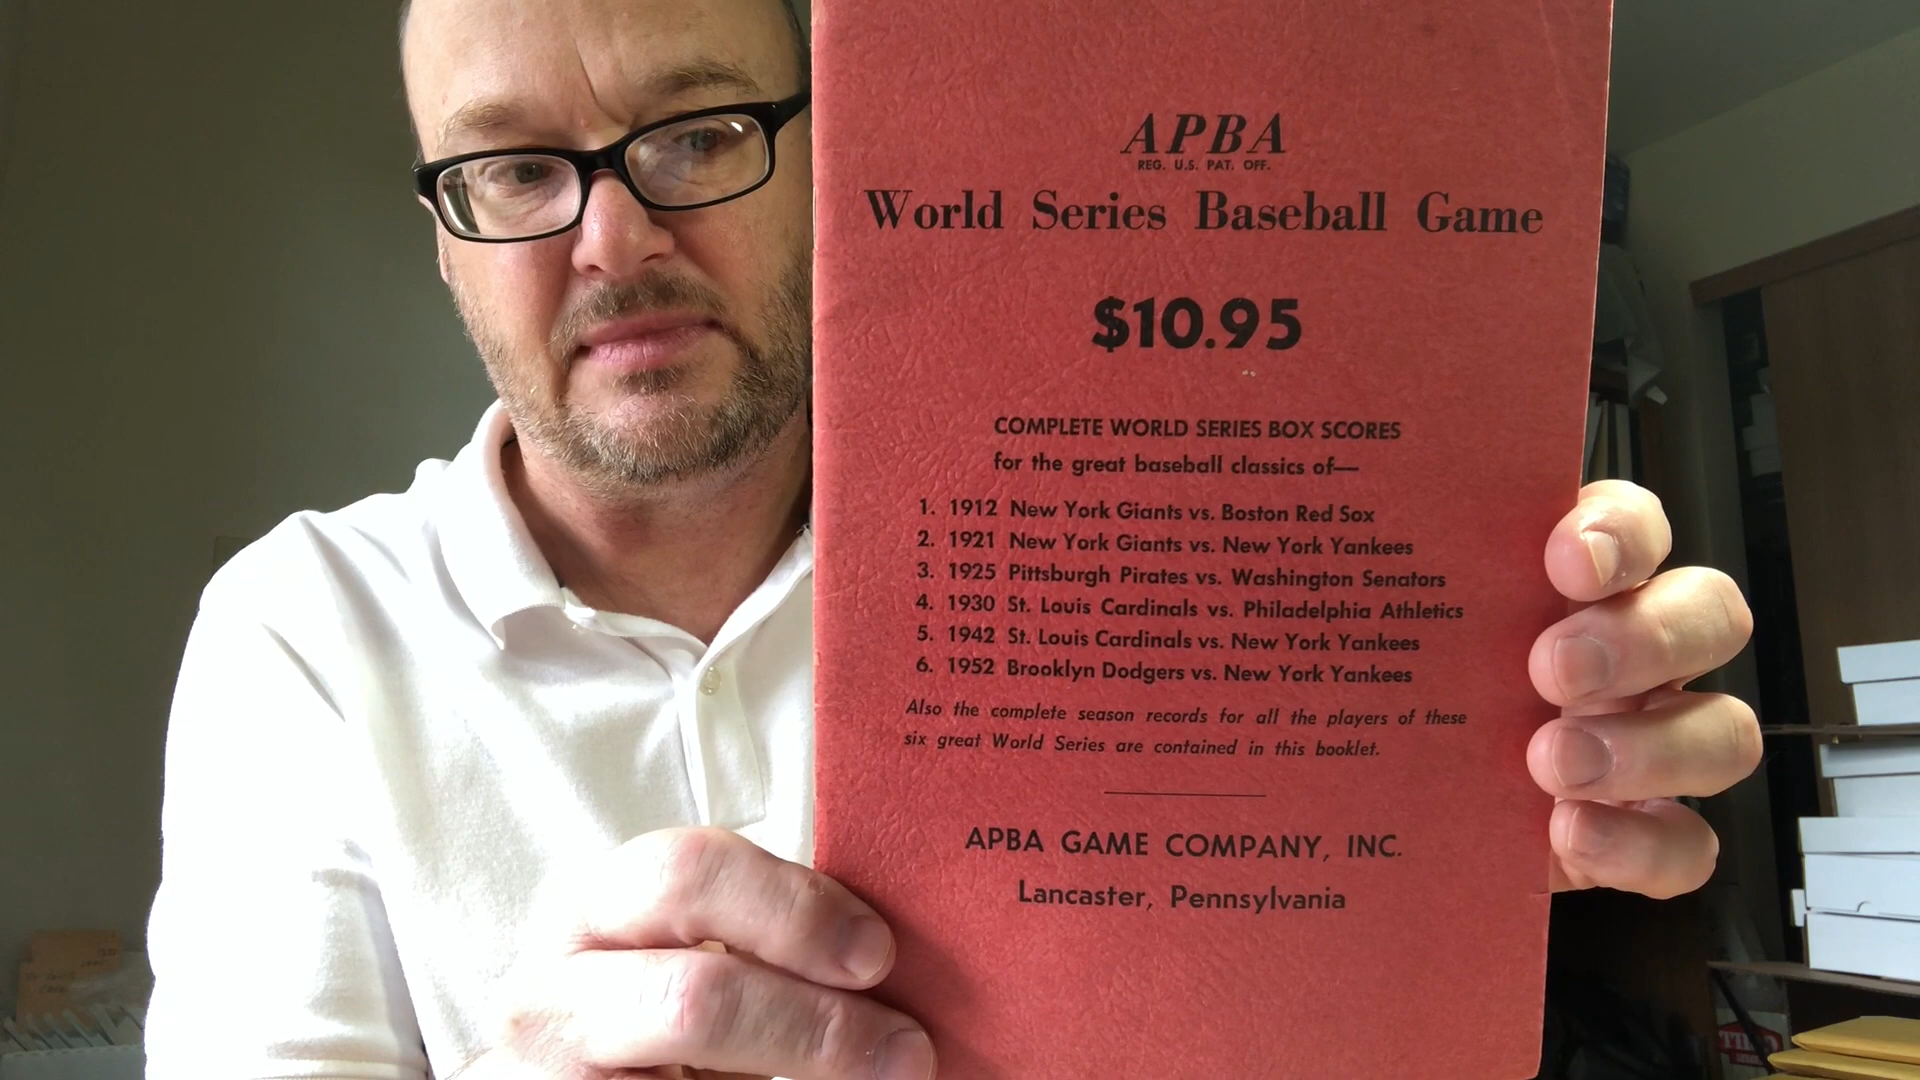 APBA
REG. U.S. PAT. OFF.
World Series Baseball Game
$10.95
COMPLETE WORLD SERIES BOX SCORES
for the great baseball classics of—
1. 1912 New York Giants vs. Boston Red Sox
2. 1921 New York Giants vs. New York Yankees
3. 1925 Pittsburgh Pirates vs. Washington Senators
4. 1930 St. Louis Cardinals vs. Philadelphia Athletics
5. 1942 St. Louis Cardinals vs. New York Yankees
6. 1952 Brooklyn Dodgers vs. New York Yankees
Also the complete season records for all the players of these
six great World Series are contained in this booklet.
APBA GAME COMPANY, INC.
Lancaster, Pennsylvania